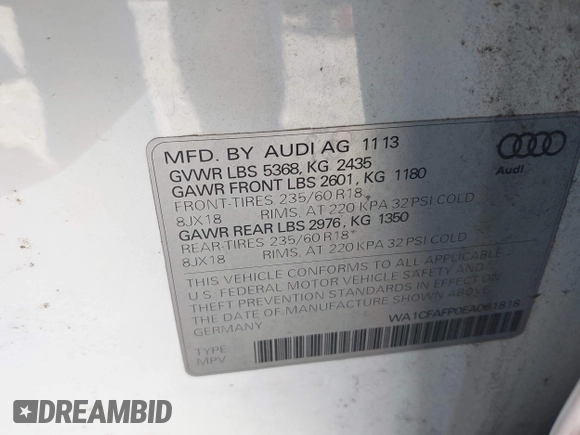 MFD. BY AUDI AG 11 13
GVWR LBS 5368, KG 2435
GAWR FRONT LBS 2601, KG 1180
FRONT-TIRES 235/60 R18
8JX18 RIMS, AT 220 KPA 32 PSI COLD
GAWR REAR LBS 2976, KG 1350
REAR-TIRES 235/60 R18
8JX18 RIMS, AT 220 KPA 32 PSI COLD
Audi
THIS VEHICLE CONFORMS TO ALL APPLICABLE
U.S. FEDERAL MOTOR VEHICLE SAFETY AND
THEFT PREVENTION STANDARDS IN EFFECT ON
THE DATE OF MANUFACTURE SHOWN ABOVE.
WA1CFAFP0EA061818
TYPE:
MPV
DREAMBID